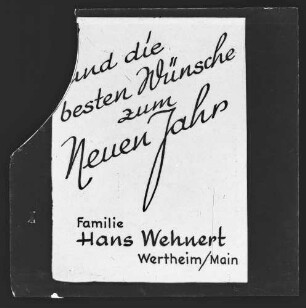 und die
besten Wünsche
zum
Neuen Jahr
Familie
Hans Wehnert
Wertheim/Main